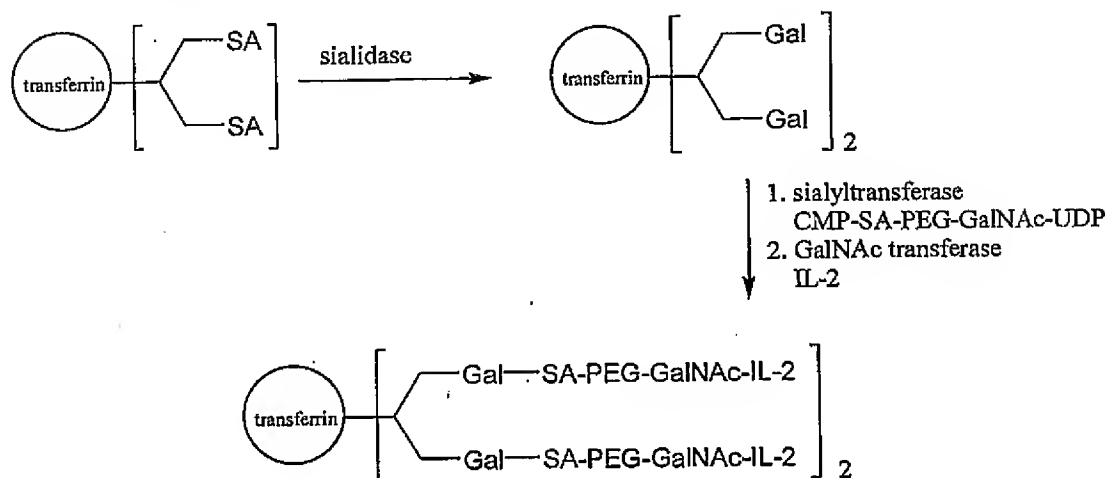 transferrin
SA
SA
sialidase
transferrin
Gal
Gal
2
1. sialyltransferase
CMP-SA-PEG-GalNAc-UDP
2. GalNAc transferase
IL-2
transferrin
Gal—SA-PEG-GalNAc-IL-2
Gal—SA-PEG-GalNAc-IL-2
2